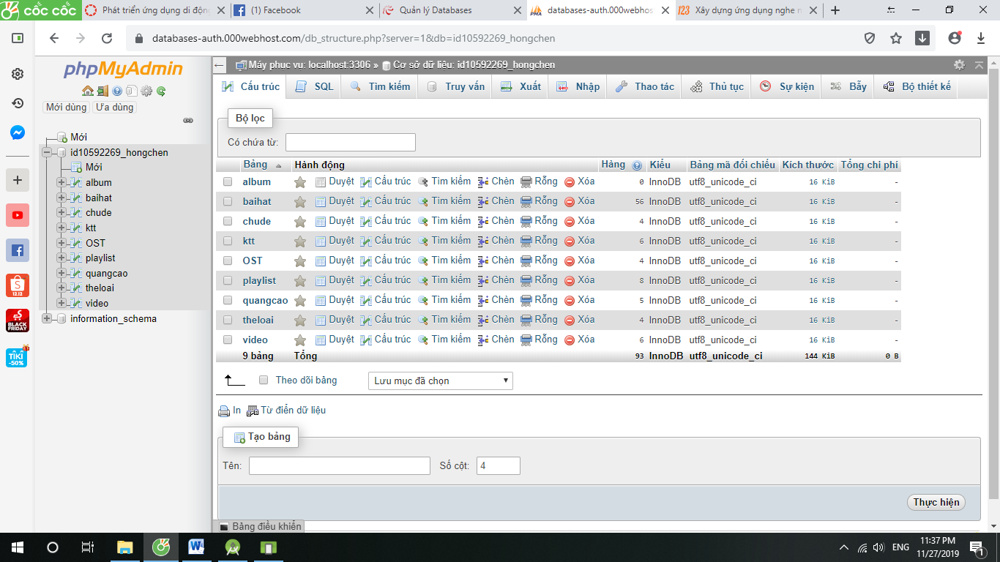 cốc cốc
Phát triển ứng dụng di độn
(1) Facebook
Quản lý Databases
databases-auth.000webhos
Xây dựng ứng dụng nghe n
databases-auth.000webhost.com/db_structure.php?server=1&db=id10592269_hongchen
phpMyAdmin
Mới dùng Ưa dùng
Mới
id10592269_hongchen
Mới
album
baihat
chude
ktt
OST
playlist
quangcao
theloai
video
information_schema
12.12
BLACK FRIDAY
TIKI
-50%
Máy phục vụ: localhost:3306 » Cơ sở dữ liệu: id10592269_hongchen
Cấu trúc SQL Tìm kiếm Truy vấn Xuất Nhập Thao tác Thủ tục Sự kiện Bẫy Bộ thiết kế
Bộ lọc
Có chứa từ:
Bảng Hành động Hàng Kiểu Bảng mã đối chiếu Kích thước Tổng chi phí
album Duyệt Cấu trúc Tìm kiếm Chèn Rỗng Xóa 0 InnoDB utf8_unicode_ci 16 KiB -
baihat Duyệt Cấu trúc Tìm kiếm Chèn Rỗng Xóa 56 InnoDB utf8_unicode_ci 16 KiB -
chude Duyệt Cấu trúc Tìm kiếm Chèn Rỗng Xóa 4 InnoDB utf8_unicode_ci 16 KiB -
ktt Duyệt Cấu trúc Tìm kiếm Chèn Rỗng Xóa 6 InnoDB utf8_unicode_ci 16 KiB -
OST Duyệt Cấu trúc Tìm kiếm Chèn Rỗng Xóa 4 InnoDB utf8_unicode_ci 16 KiB -
playlist Duyệt Cấu trúc Tìm kiếm Chèn Rỗng Xóa 8 InnoDB utf8_unicode_ci 16 KiB -
quangcao Duyệt Cấu trúc Tìm kiếm Chèn Rỗng Xóa 5 InnoDB utf8_unicode_ci 16 KiB -
theloai Duyệt Cấu trúc Tìm kiếm Chèn Rỗng Xóa 4 InnoDB utf8_unicode_ci 16 KiB -
video Duyệt Cấu trúc Tìm kiếm Chèn Rỗng Xóa 6 InnoDB utf8_unicode_ci 16 KiB -
9 bảng Tổng 93 InnoDB utf8_unicode_ci 144 KiB 0 B
Theo dõi bảng Lưu mục đã chọn
In Từ điển dữ liệu
Tạo bảng
Tên: Số cột: 4
Thực hiện
Bảng điều khiển
ENG
11:37 PM
11/27/2019
1